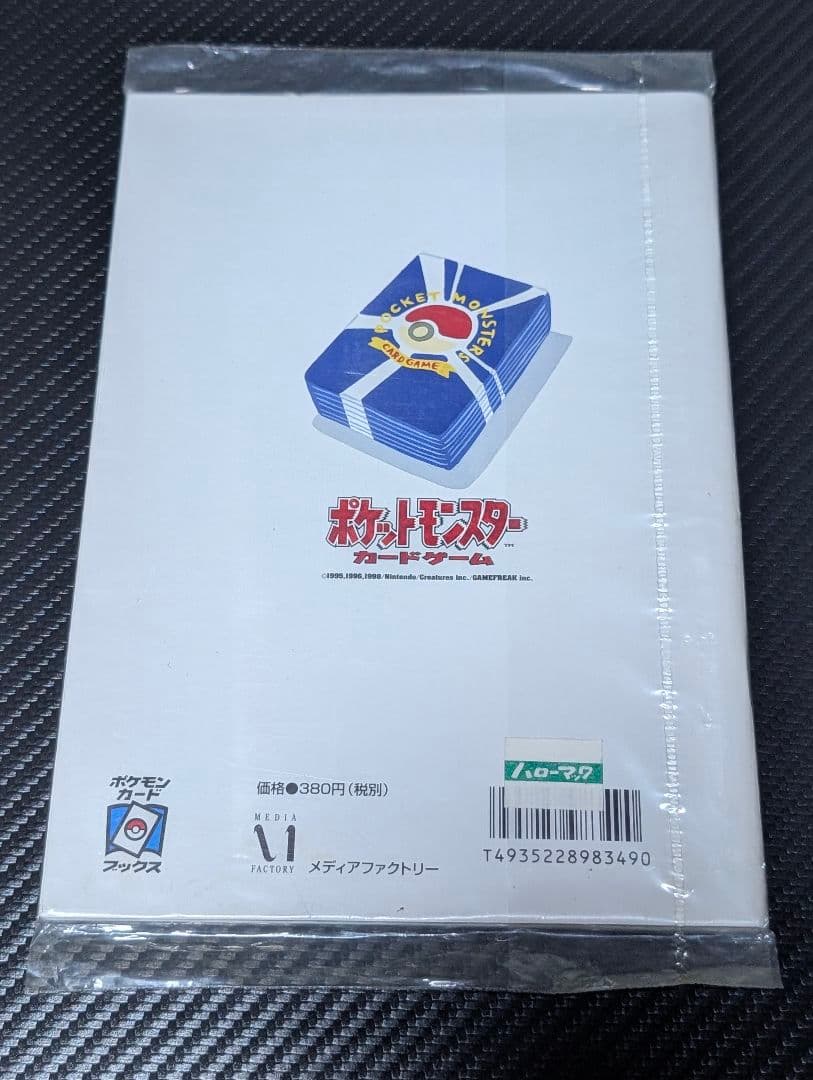 POCKET MONSTERS
CARD GAME
ポケットモンスター™
カードゲーム
©1995,1996,1998/Nintendo/Creatures inc./GAMEFREAK inc.
ハローマック
ポケモン
カード
ブックス
価格●380円(税別)
MEDIA
FACTORY
メディアファクトリー
T4935228983490